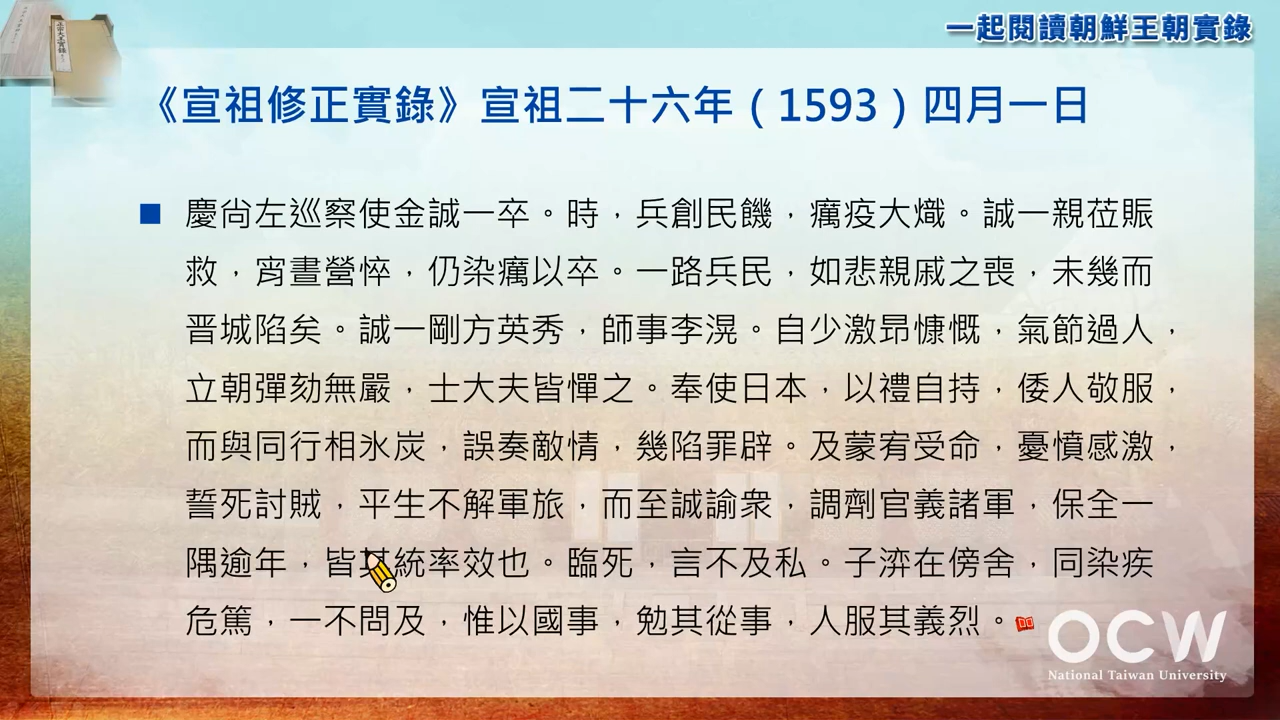 一起閱讀朝鮮王朝實錄
《宣祖修正實錄》宣祖二十六年（1593）四月一日
慶尙左巡察使金誠一卒。時，兵創民饑，癘疫大熾。誠一親莅賑
救，宵晝營悴，仍染癘以卒。一路兵民，如悲親戚之喪，未幾而
晋城陷矣。誠一剛方英秀，師事李滉。自少激昻慷慨，氣節過人，
立朝彈劾無嚴，士大夫皆憚之。奉使日本，以禮自持，倭人敬服，
而與同行相氷炭，誤奏敵情，幾陷罪辟。及蒙宥受命，憂憤感激，
誓死討賊，平生不解軍旅，而至誠諭衆，調劑官義諸軍，保全一
隅逾年，皆其統率效也。臨死，言不及私。子渀在傍舍，同染疾
危篤，一不問及，惟以國事，勉其從事，人服其義烈。
OCW
National Taiwan University